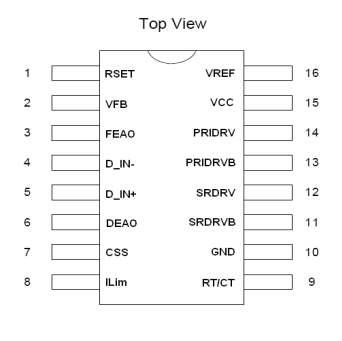 Top View
1 RSET VREF 16
2 VFB VCC 15
3 FEAO PRIDRV 14
4 D_IN- PRIDRVB 13
5 D_IN+ SRDRV 12
6 DEAO SRDRVB 11
7 CSS GND 10
8 ILim RT/CT 9